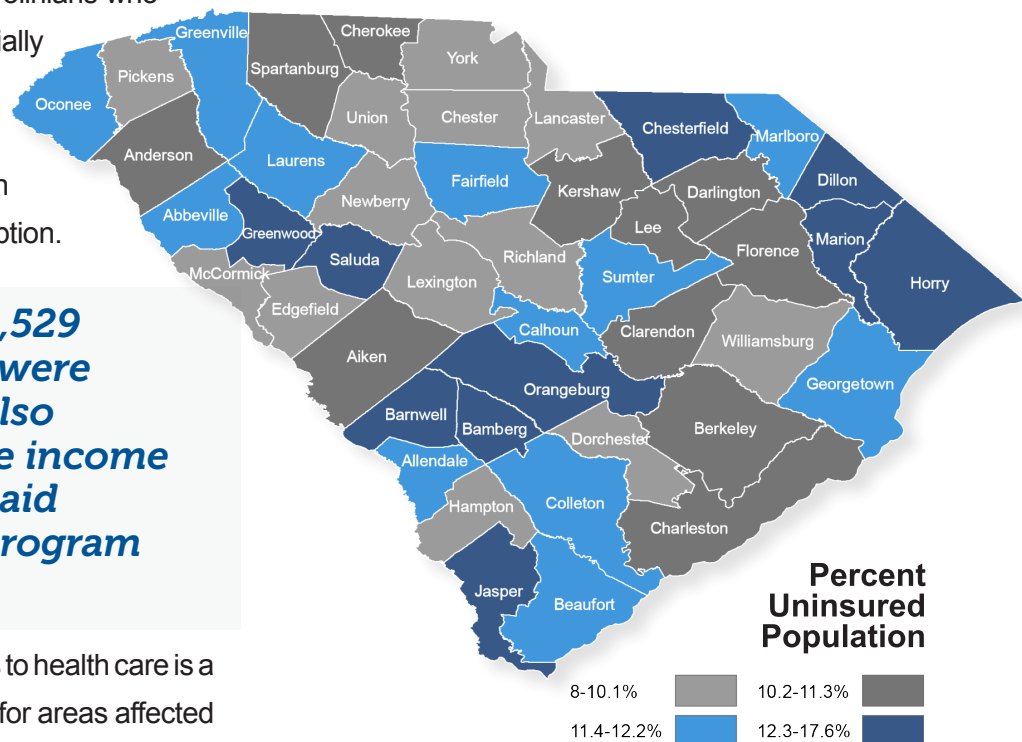 ially
ption.
,529
were
lso
e income
aid
rogram
to health care is a
for areas affected
Greenville
Cherokee
York
Pickens
Spartanburg
Oconee
Union
Chester
Lancaster
Chesterfield
Marlboro
Anderson
Laurens
Fairfield
Kershaw
Darlington
Dillon
Newberry
Abbeville
Greenwood
Lee
Florence
Marion
Saluda
Richland
McCormick
Lexington
Sumter
Horry
Edgefield
Calhoun
Clarendon
Williamsburg
Aiken
Orangeburg
Georgetown
Barnwell
Bamberg
Dorchester
Berkeley
Allendale
Colleton
Hampton
Charleston
Jasper
Beaufort
Percent
Uninsured
Population
8-10.1%
10.2-11.3%
11.4-12.2%
12.3-17.6%